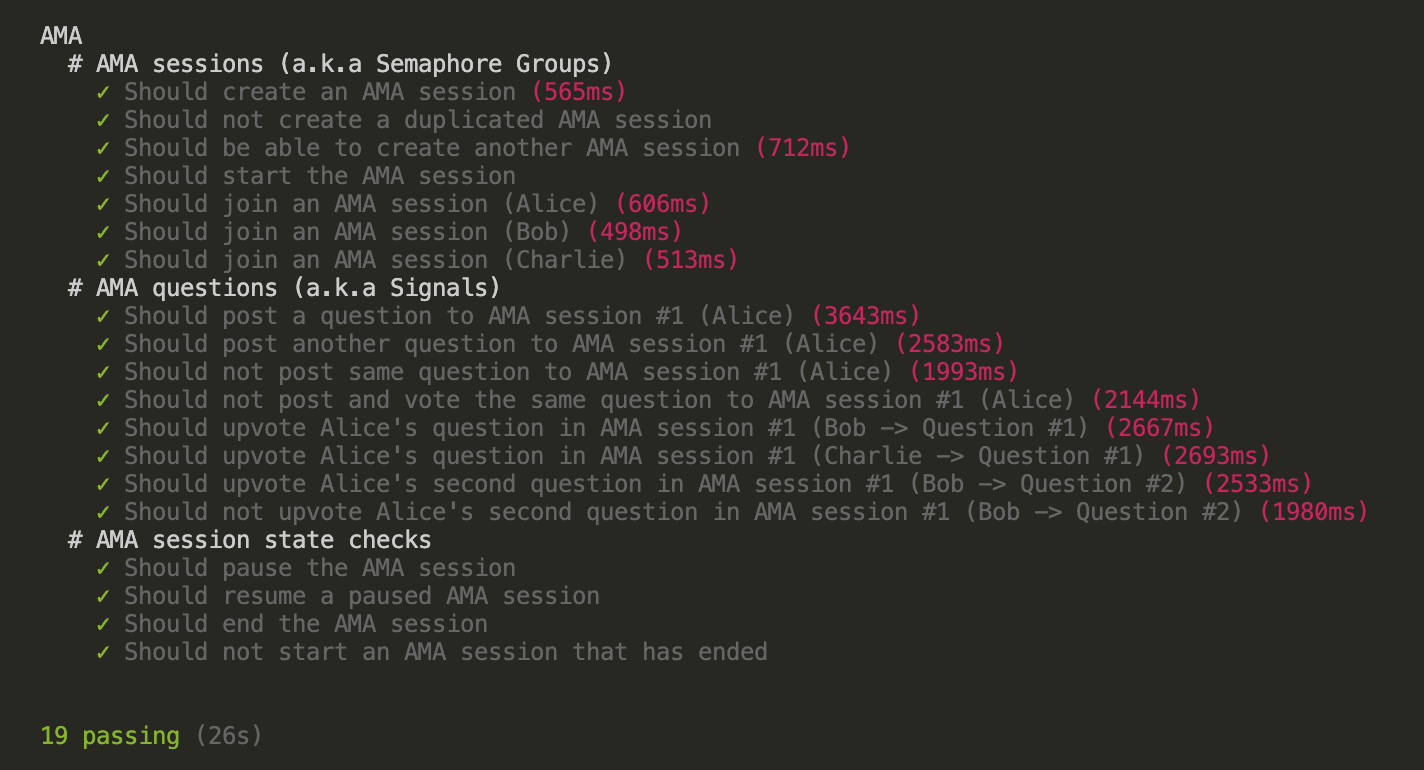 AMA
# AMA sessions (a.k.a Semaphore Groups)
✓ Should create an AMA session (565ms)
✓ Should not create a duplicated AMA session
✓ Should be able to create another AMA session (712ms)
✓ Should start the AMA session
✓ Should join an AMA session (Alice) (606ms)
✓ Should join an AMA session (Bob) (498ms)
✓ Should join an AMA session (Charlie) (513ms)
# AMA questions (a.k.a Signals)
✓ Should post a question to AMA session #1 (Alice) (3643ms)
✓ Should post another question to AMA session #1 (Alice) (2583ms)
✓ Should not post same question to AMA session #1 (Alice) (1993ms)
✓ Should not post and vote the same question to AMA session #1 (Alice) (2144ms)
✓ Should upvote Alice's question in AMA session #1 (Bob -> Question #1) (2667ms)
✓ Should upvote Alice's question in AMA session #1 (Charlie -> Question #1) (2693ms)
✓ Should upvote Alice's second question in AMA session #1 (Bob -> Question #2) (2533ms)
✓ Should not upvote Alice's second question in AMA session #1 (Bob -> Question #2) (1980ms)
# AMA session state checks
✓ Should pause the AMA session
✓ Should resume a paused AMA session
✓ Should end the AMA session
✓ Should not start an AMA session that has ended
19 passing (26s)